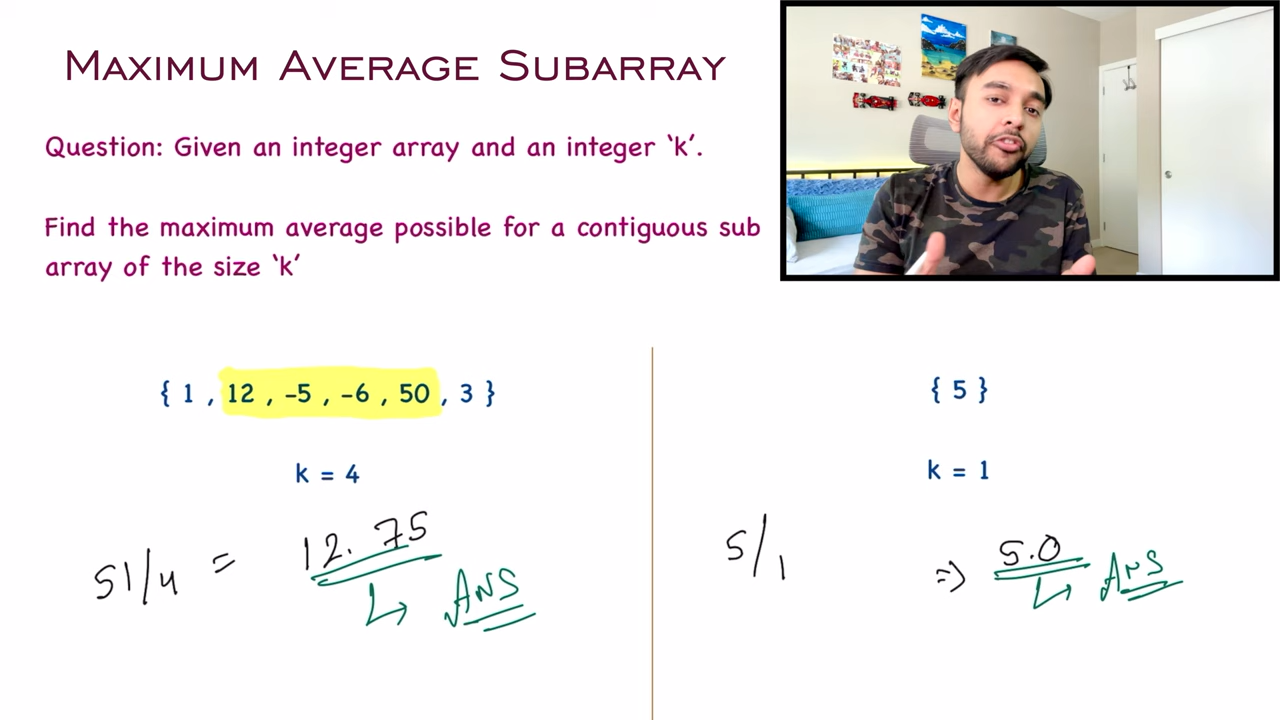 MAXIMUM AVERAGE SUBARRAY
Question: Given an integer array and an integer ‘k’.
Find the maximum average possible for a contiguous sub
array of the size ‘k’
{ 1 , 12 , -5 , -6 , 50 , 3 }
k = 4
51/4 = 12.75
↳ ANS
{ 5 }
k = 1
5/1 => 5.0
↳ ANS